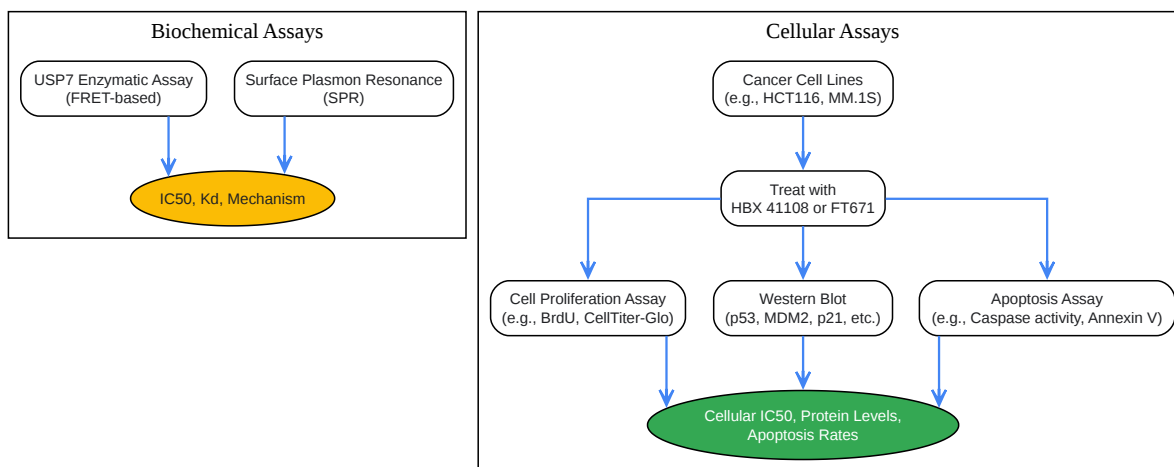 Biochemical Assays
USP7 Enzymatic Assay
(FRET-based)
Surface Plasmon Resonance
(SPR)
IC50, Kd, Mechanism
Cellular Assays
Cancer Cell Lines
(e.g., HCT116, MM.1S)
Treat with
HBX 41108 or FT671
Cell Proliferation Assay
(e.g., BrdU, CellTiter-Glo)
Western Blot
(p53, MDM2, p21, etc.)
Apoptosis Assay
(e.g., Caspase activity, Annexin V)
Cellular IC50, Protein Levels,
Apoptosis Rates